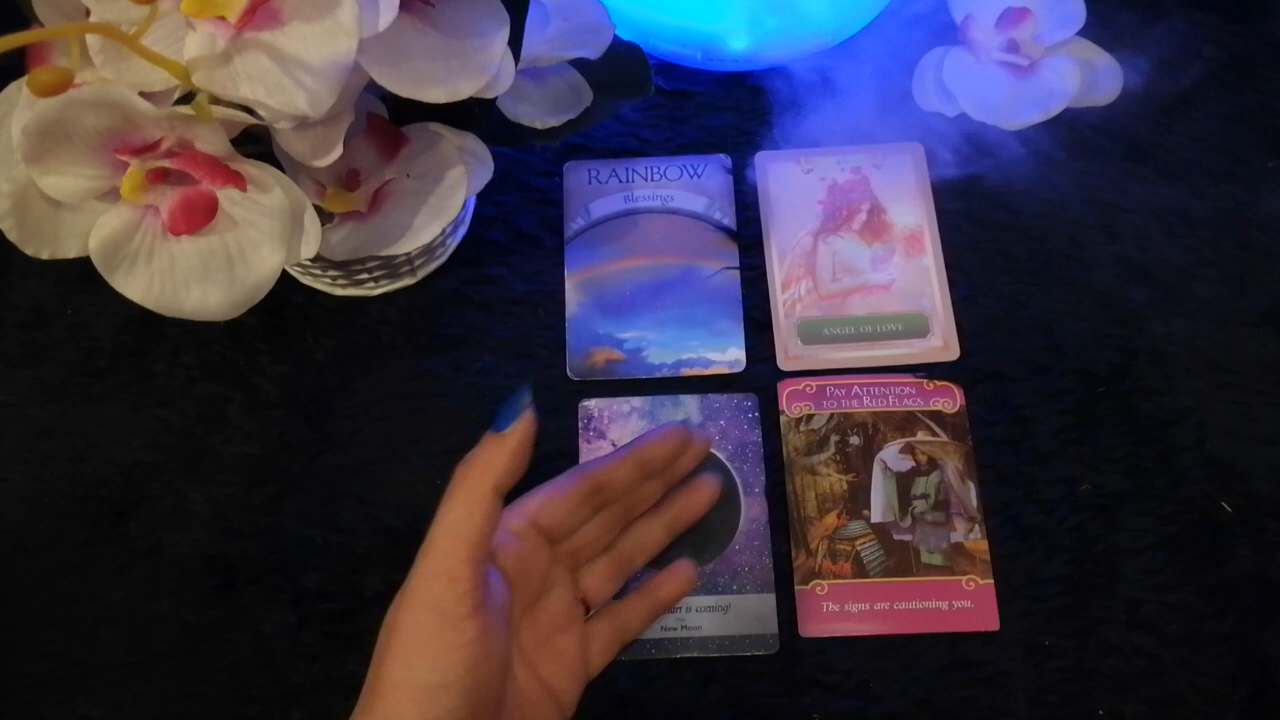 RAINBOW
Blessings
ANGEL OF LOVE
PAY ATTENTION
TO THE RED FLAGS
The signs are cautioning you.
is coming!
New Moon